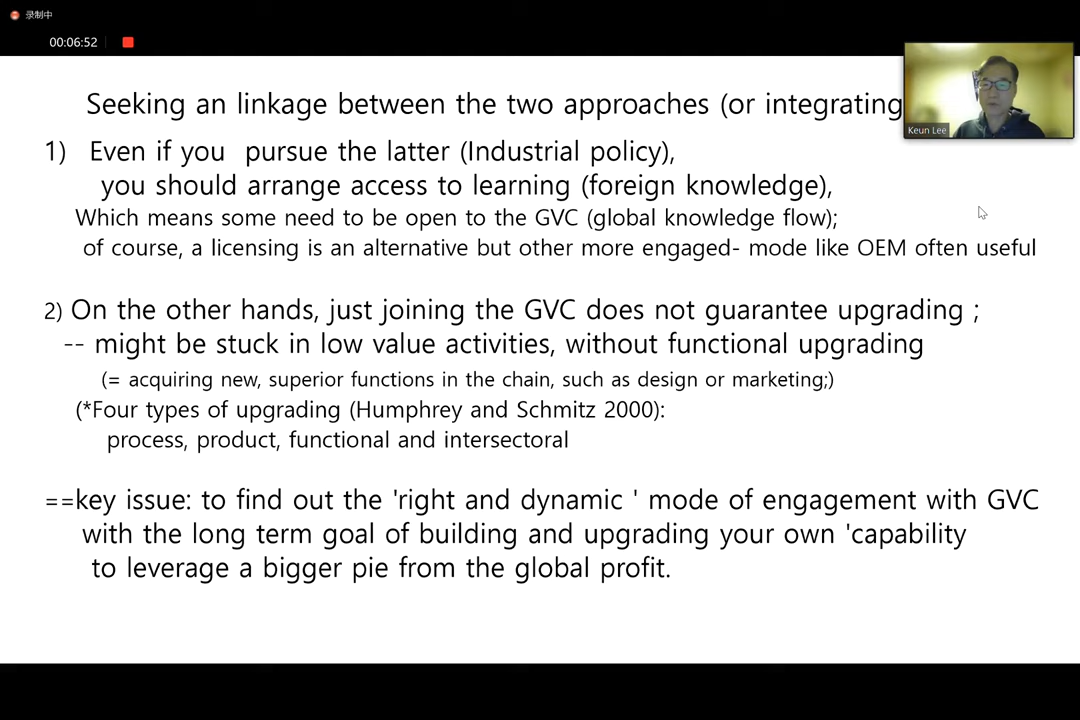 录制中
00:06:52
Keun Lee
Seeking an linkage between the two approaches (or integrating
1) Even if you pursue the latter (Industrial policy),
you should arrange access to learning (foreign knowledge),
Which means some need to be open to the GVC (global knowledge flow);
of course, a licensing is an alternative but other more engaged- mode like OEM often useful
2) On the other hands, just joining the GVC does not guarantee upgrading ;
-- might be stuck in low value activities, without functional upgrading
(= acquiring new, superior functions in the chain, such as design or marketing;)
(*Four types of upgrading (Humphrey and Schmitz 2000):
process, product, functional and intersectoral
==key issue: to find out the 'right and dynamic ' mode of engagement with GVC
with the long term goal of building and upgrading your own 'capability
to leverage a bigger pie from the global profit.